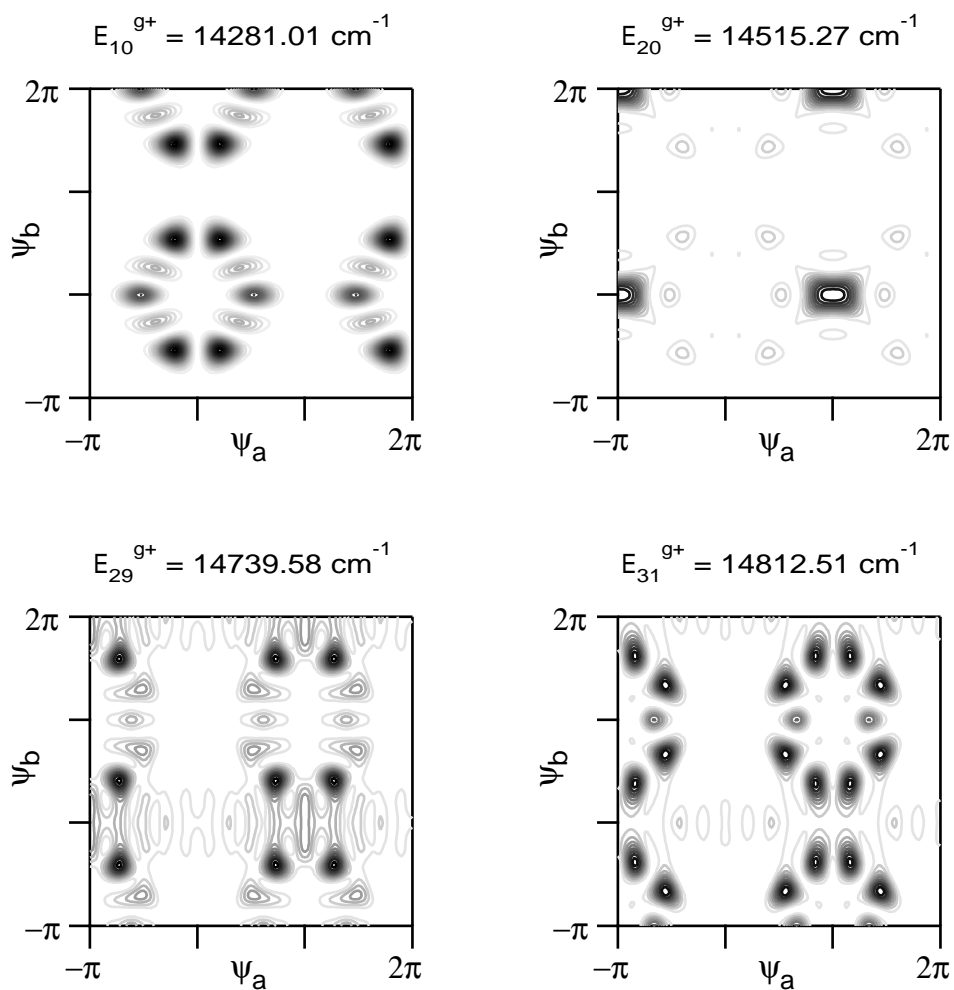 E₁₀ᵍ⁺ = 14281.01 cm⁻¹
E₂₀ᵍ⁺ = 14515.27 cm⁻¹
2π
ψb
−π
−π
ψa
2π
2π
ψb
−π
−π
ψa
2π
E₂₉ᵍ⁺ = 14739.58 cm⁻¹
E₃₁ᵍ⁺ = 14812.51 cm⁻¹
2π
ψb
−π
−π
ψa
2π
2π
ψb
−π
−π
ψa
2π